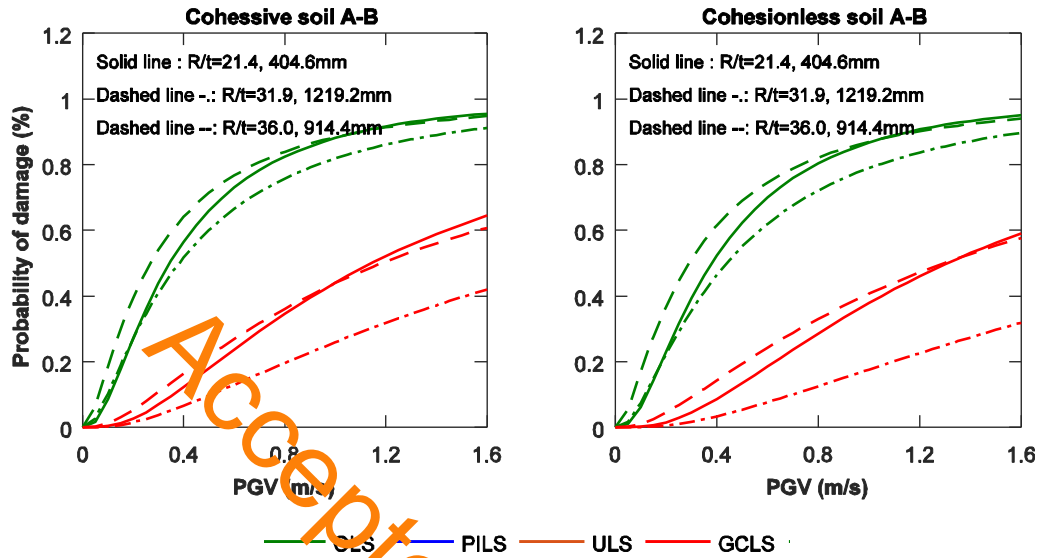 Cohessive soil A-B
1.2
Solid line : R/t=21.4, 404.6mm
Dashed line -.: R/t=31.9, 1219.2mm
Dashed line --: R/t=36.0, 914.4mm
1
0.8
0.6
0.4
0.2
0
Probability of damage (%)
0 0.4 0.8 1.2 1.6
PGV (m/s)
Cohesionless soil A-B
1.2
Solid line : R/t=21.4, 404.6mm
Dashed line -.: R/t=31.9, 1219.2mm
Dashed line --: R/t=36.0, 914.4mm
1
0.8
0.6
0.4
0.2
0
0 0.4 0.8 1.2 1.6
PGV (m/s)
OLS PILS ULS GCLS